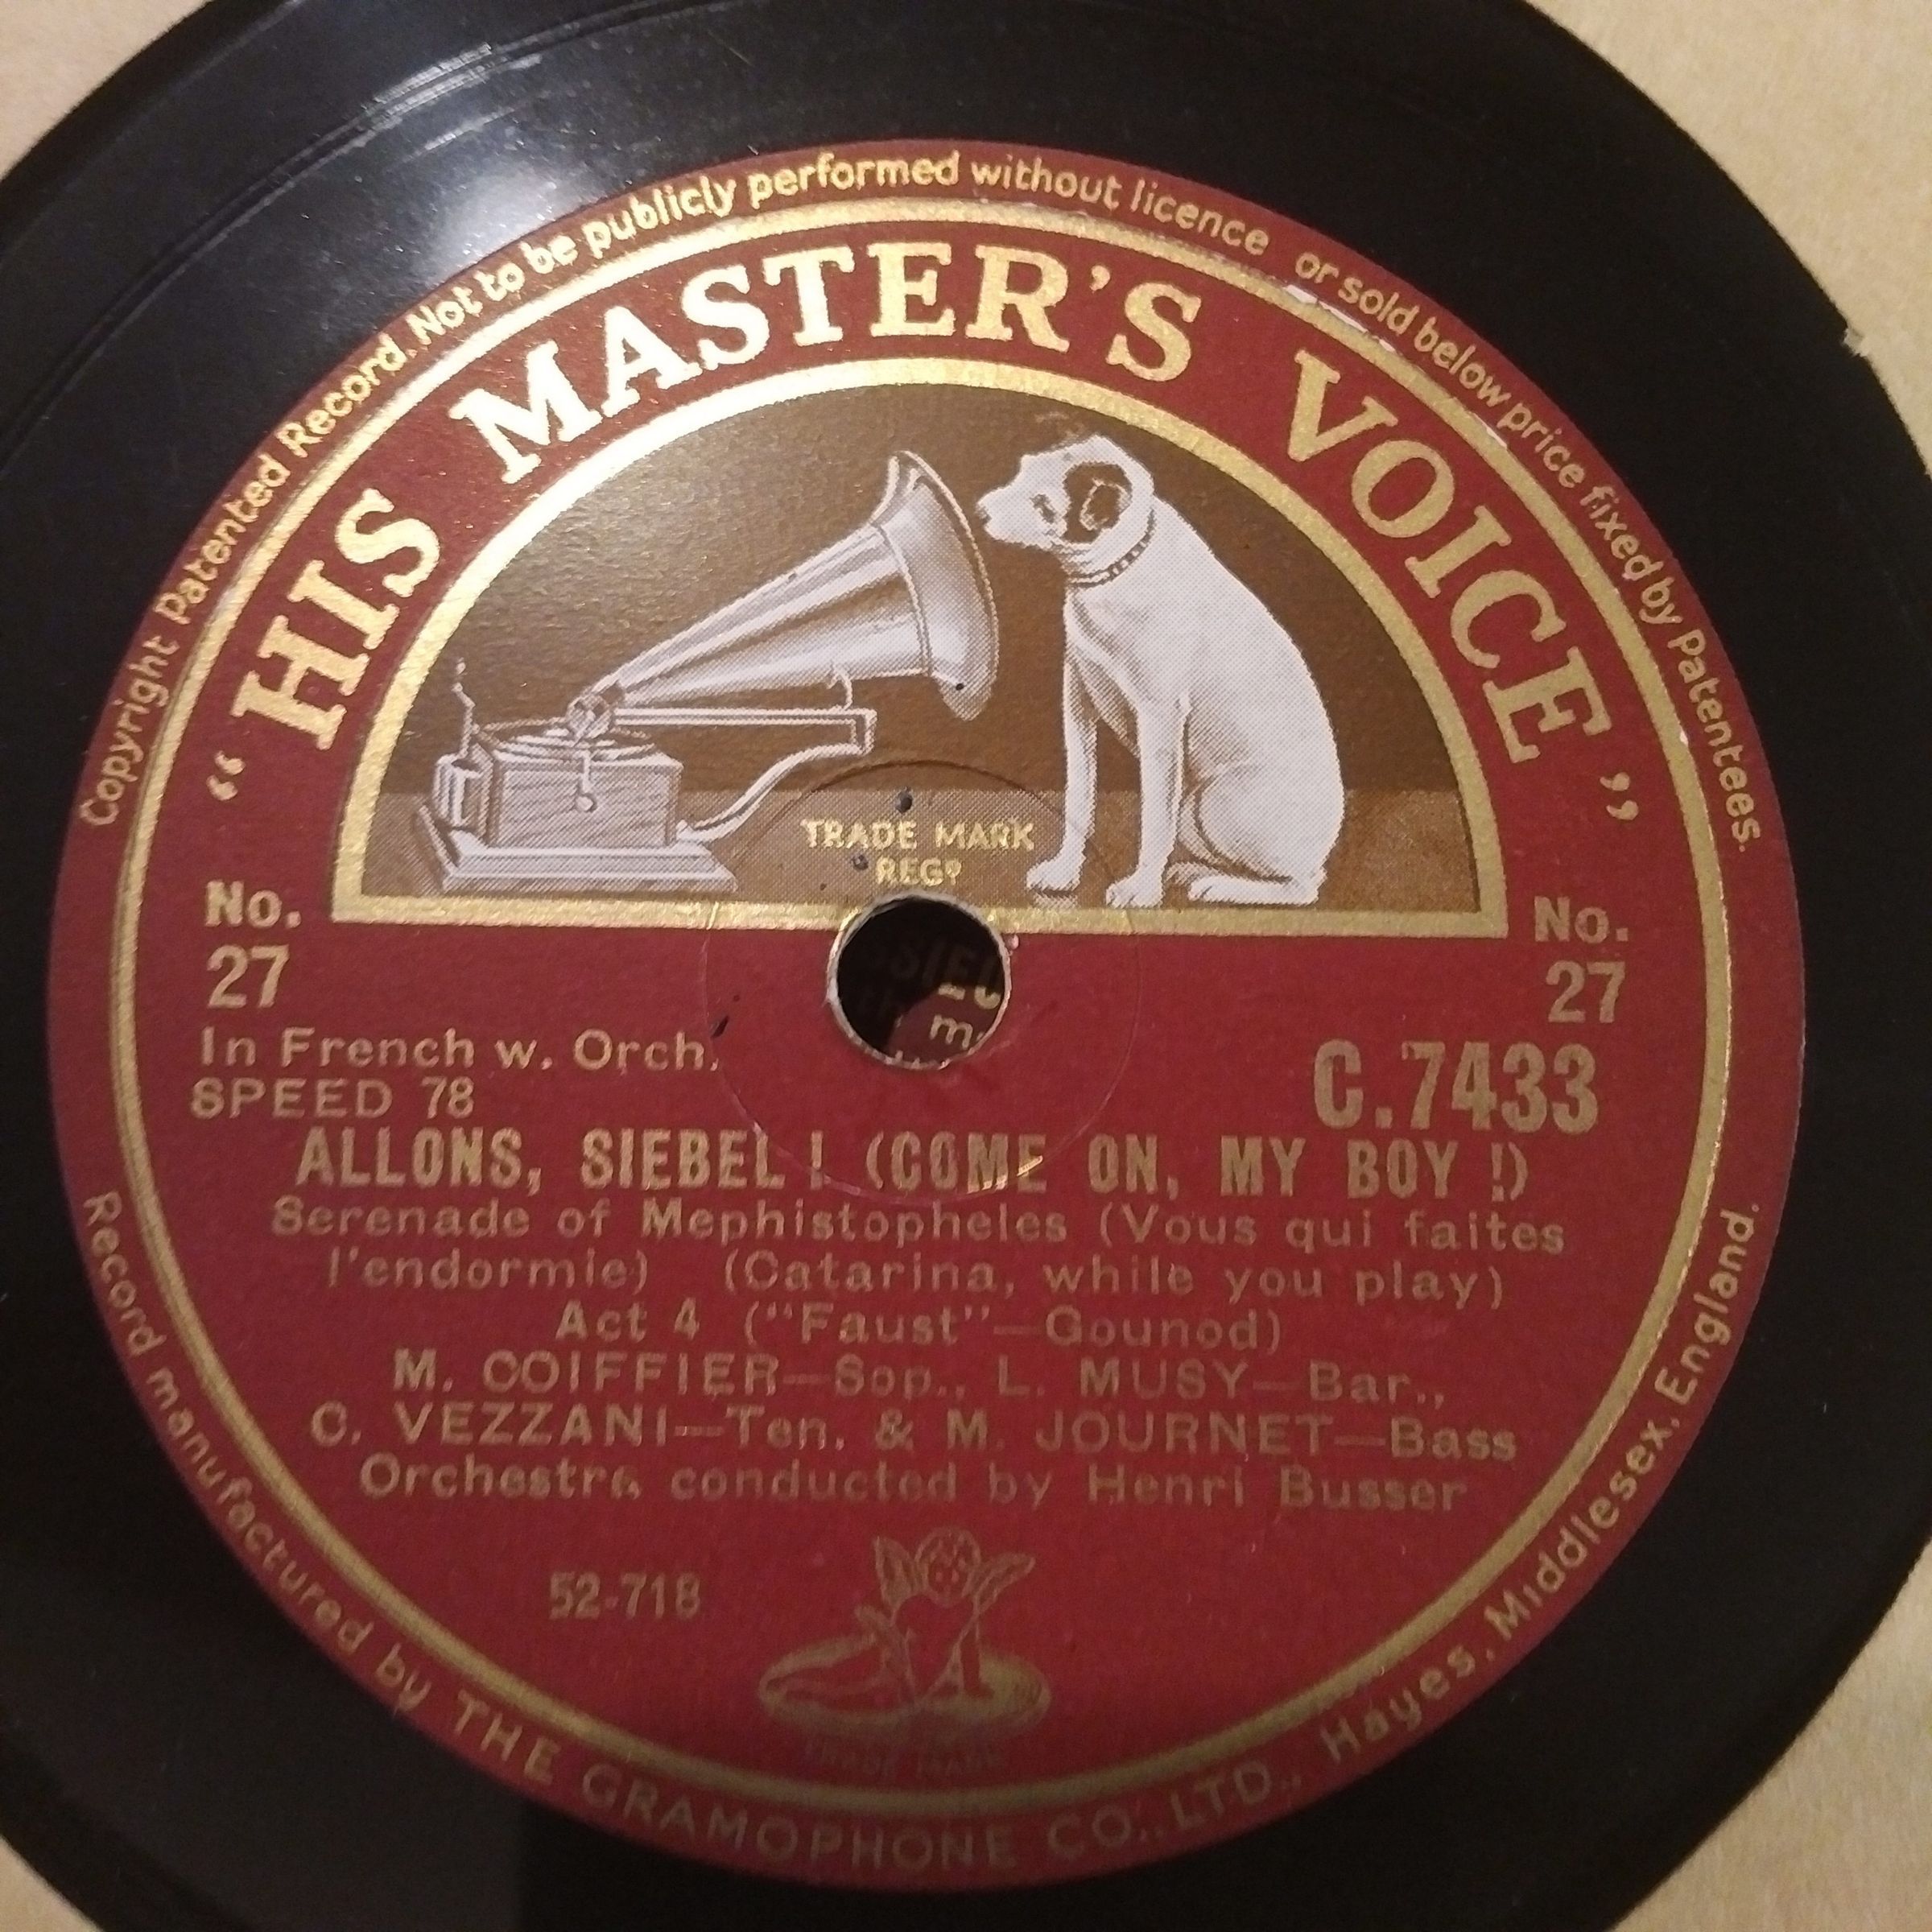 Copyright Patented Record. Not to be publicly performed without licence or sold below price fixed by Patentees.
“HIS MASTER'S VOICE”
TRADE MARK
REGD
No.
27
No.
27
In French w. Orch.
SPEED 78
C.7433
ALLONS, SIEBEL! (COME ON, MY BOY!)
Serenade of Mephistopheles (Vous qui faites
l'endormie) (Catarina, while you play)
Act 4 ("Faust"—Gounod)
M. COIFFIER—Sop., L. MUSY—Bar.,
C. VEZZANI—Ten. & M. JOURNET—Bass
Orchestra conducted by Henri Busser
52-718
TRADE MARK
Record manufactured by THE GRAMOPHONE CO., LTD., Hayes, Middlesex, England.